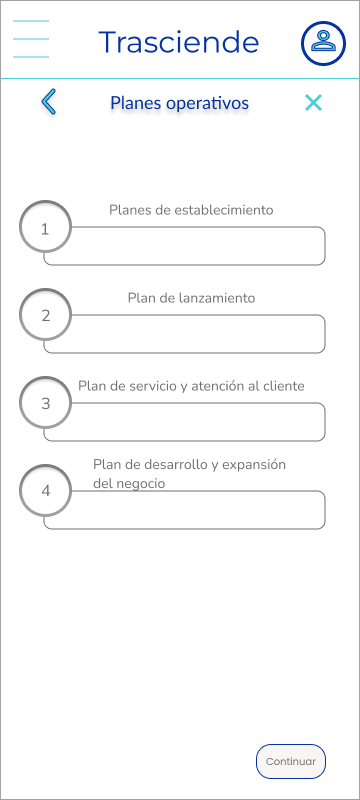 Trasciende
Planes operativos
Planes de establecimiento
1
Plan de lanzamiento
2
Plan de servicio y atención al cliente
3
Plan de desarrollo y expansión
del negocio
4
Continuar